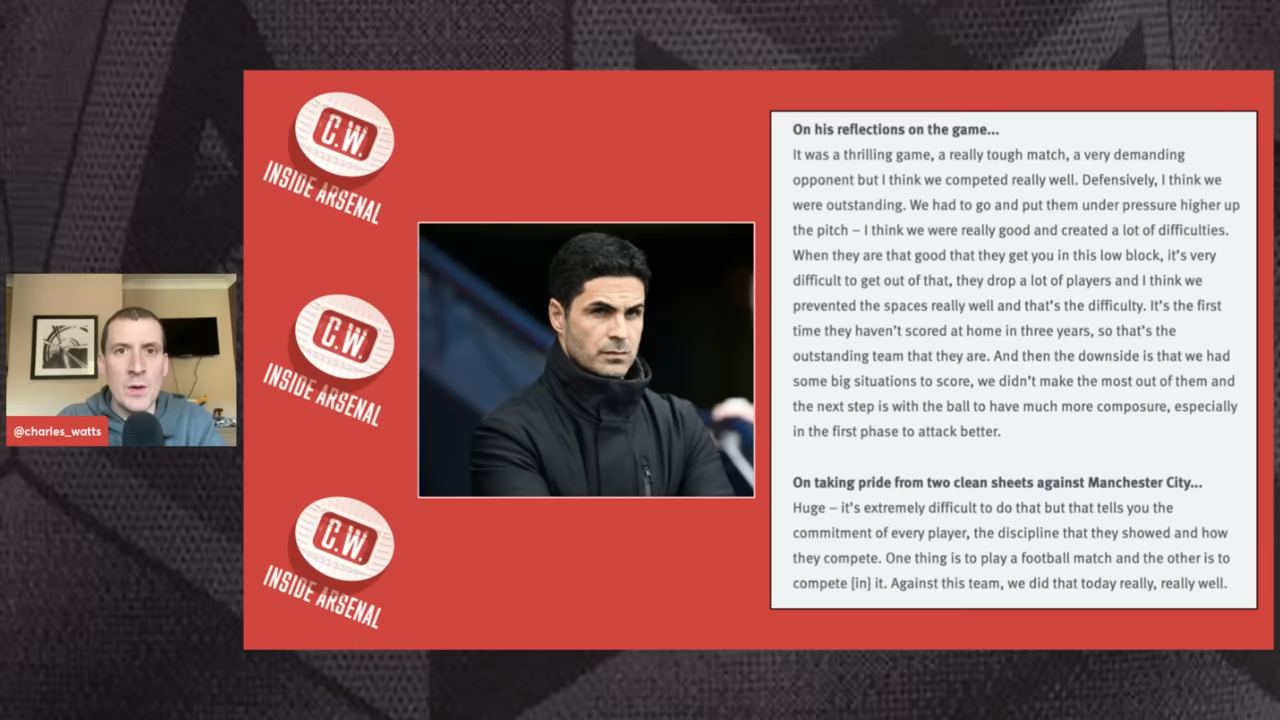 C.W.
INSIDE ARSENAL
C.W.
INSIDE ARSENAL
C.W.
INSIDE ARSENAL
@charles_watts
On his reflections on the game...
It was a thrilling game, a really tough match, a very demanding
opponent but I think we competed really well. Defensively, I think we
were outstanding. We had to go and put them under pressure higher up
the pitch – I think we were really good and created a lot of difficulties.
When they are that good that they get you in this low block, it’s very
difficult to get out of that, they drop a lot of players and I think we
prevented the spaces really well and that’s the difficulty. It’s the first
time they haven’t scored at home in three years, so that’s the
outstanding team that they are. And then the downside is that we had
some big situations to score, we didn’t make the most out of them and
the next step is with the ball to have much more composure, especially
in the first phase to attack better.
On taking pride from two clean sheets against Manchester City...
Huge – it’s extremely difficult to do that but that tells you the
commitment of every player, the discipline that they showed and how
they compete. One thing is to play a football match and the other is to
compete [in] it. Against this team, we did that today really, really well.